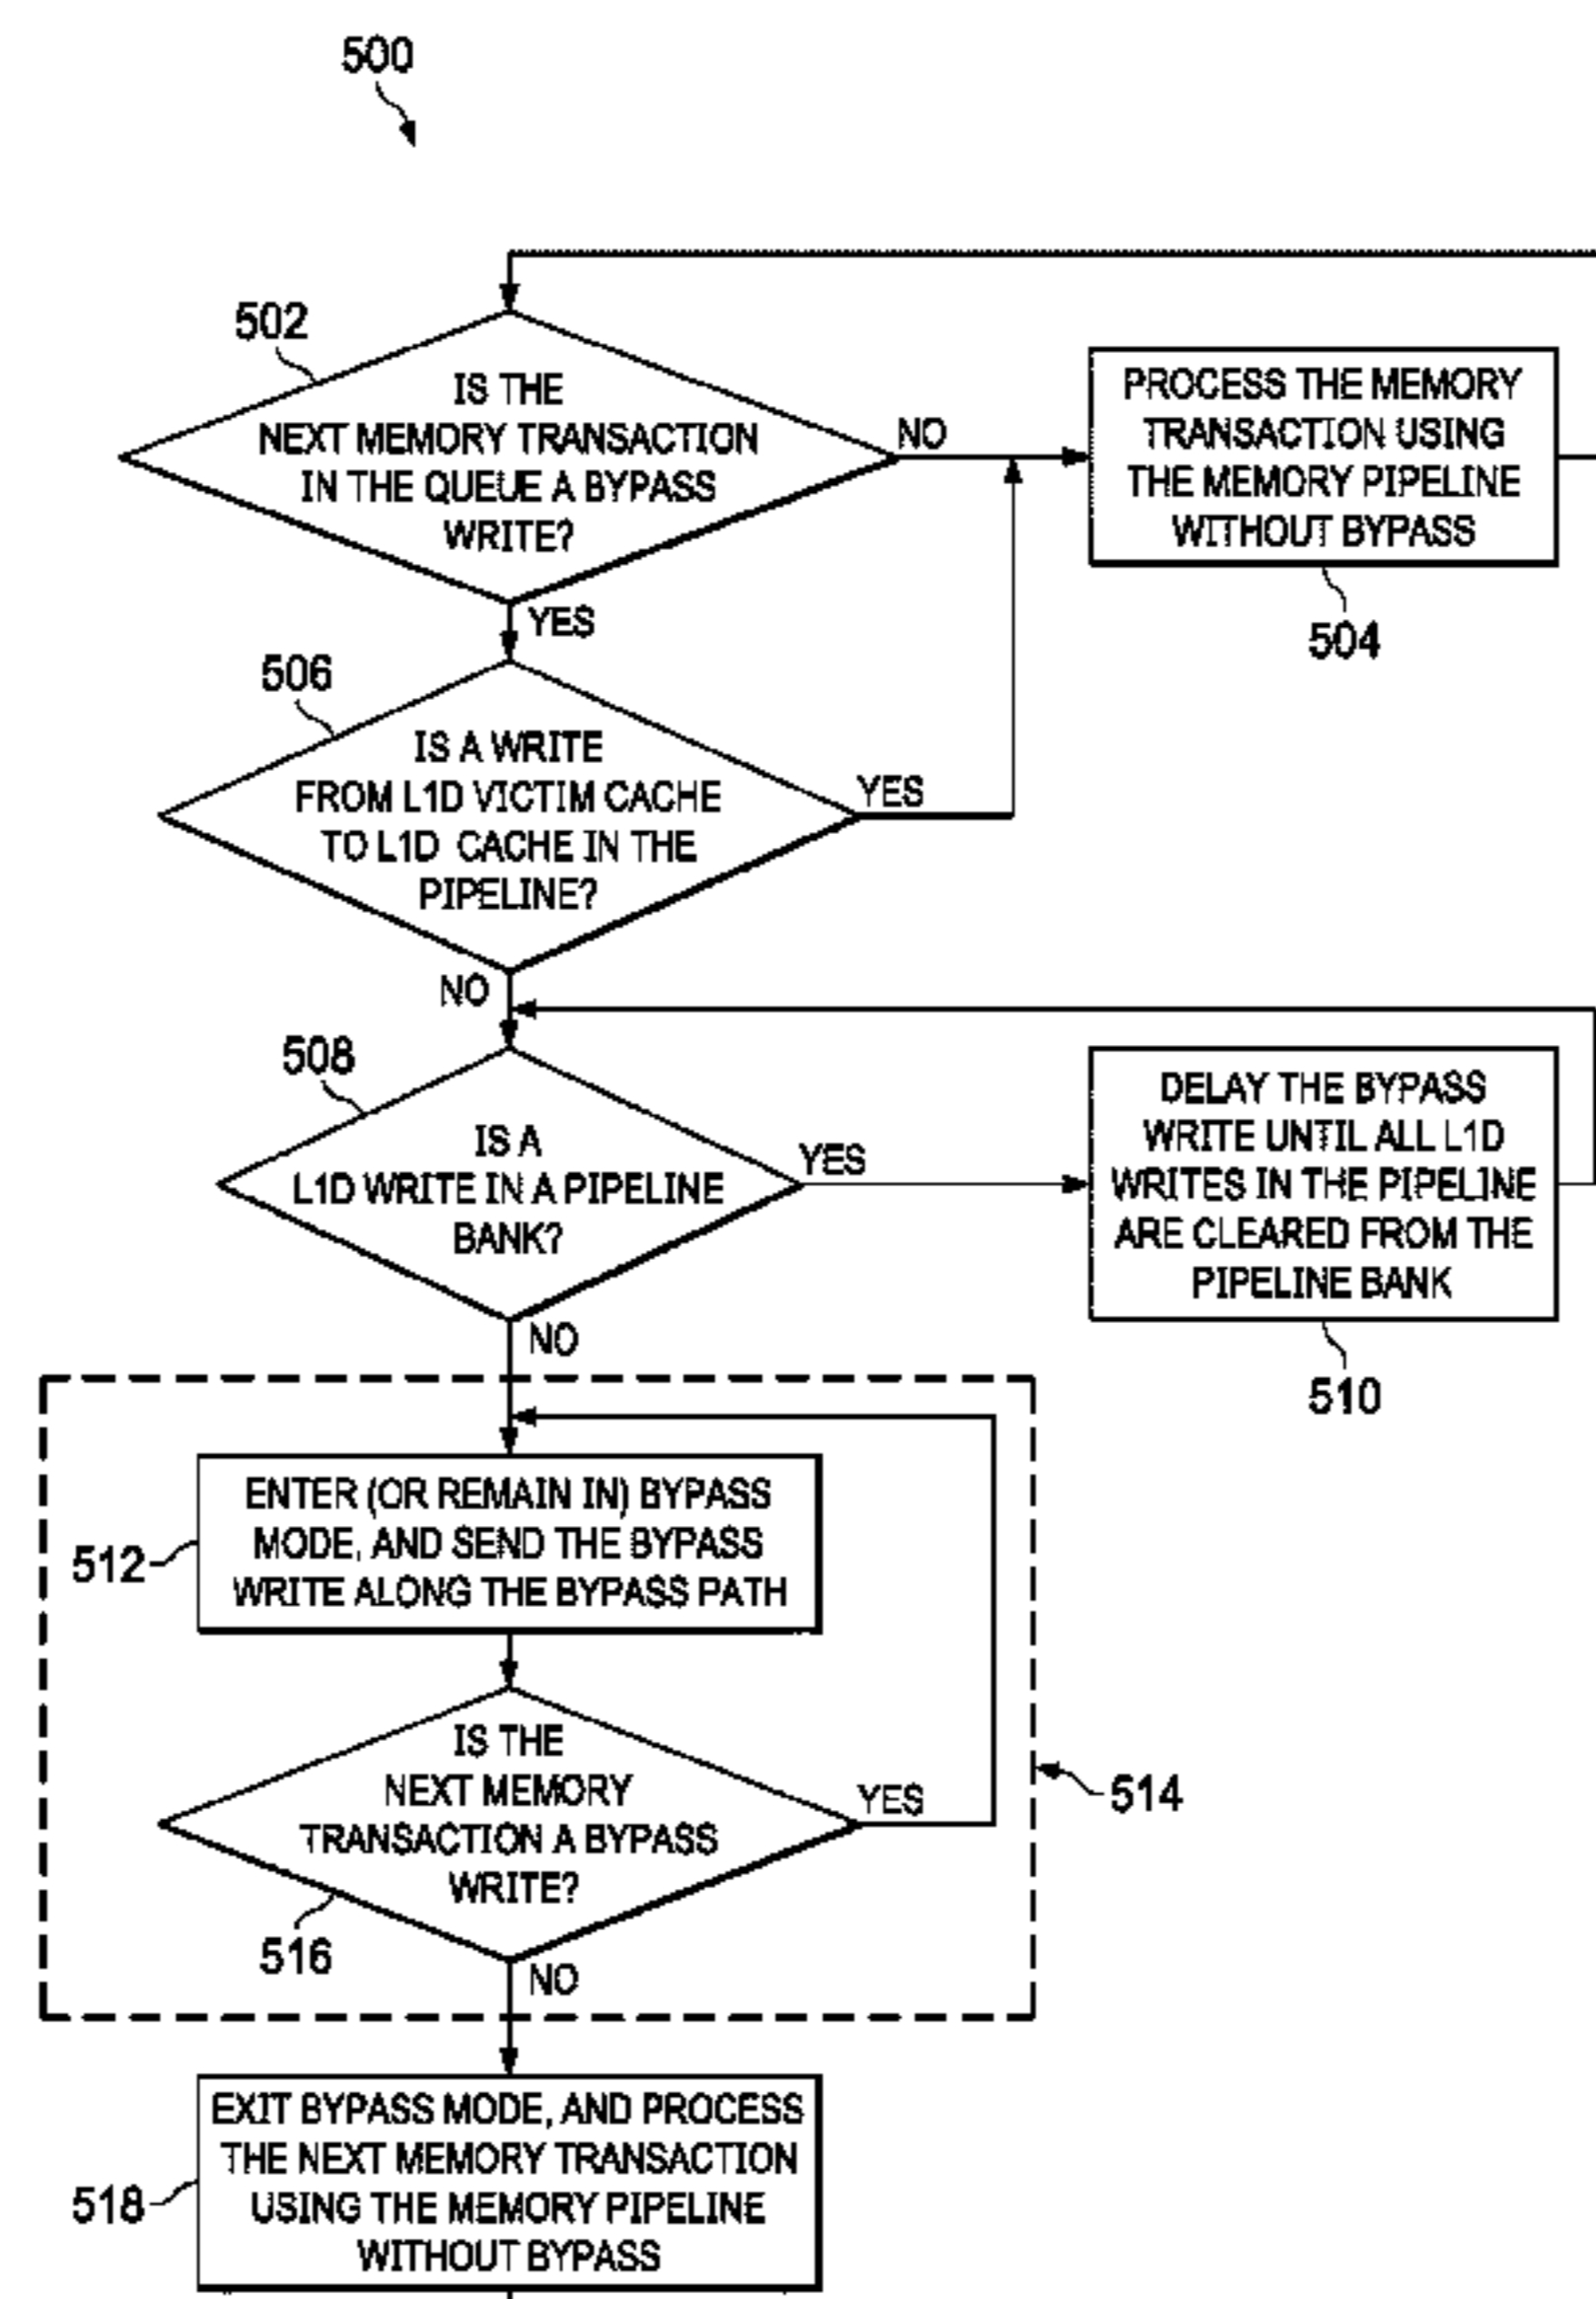 500
502
IS THE
NEXT MEMORY TRANSACTION
IN THE QUEUE A BYPASS
WRITE?
NO
PROCESS THE MEMORY
TRANSACTION USING
THE MEMORY PIPELINE
WITHOUT BYPASS
504
YES
506
IS A WRITE
FROM L1D VICTIM CACHE
TO L1D CACHE IN THE
PIPELINE?
YES
NO
508
IS A
L1D WRITE IN A PIPELINE
BANK?
YES
DELAY THE BYPASS
WRITE UNTIL ALL L1D
WRITES IN THE PIPELINE
ARE CLEARED FROM THE
PIPELINE BANK
510
NO
512
ENTER (OR REMAIN IN) BYPASS
MODE, AND SEND THE BYPASS
WRITE ALONG THE BYPASS PATH
514
IS THE
NEXT MEMORY
TRANSACTION A BYPASS
WRITE?
YES
516
NO
518
EXIT BYPASS MODE, AND PROCESS
THE NEXT MEMORY TRANSACTION
USING THE MEMORY PIPELINE
WITHOUT BYPASS